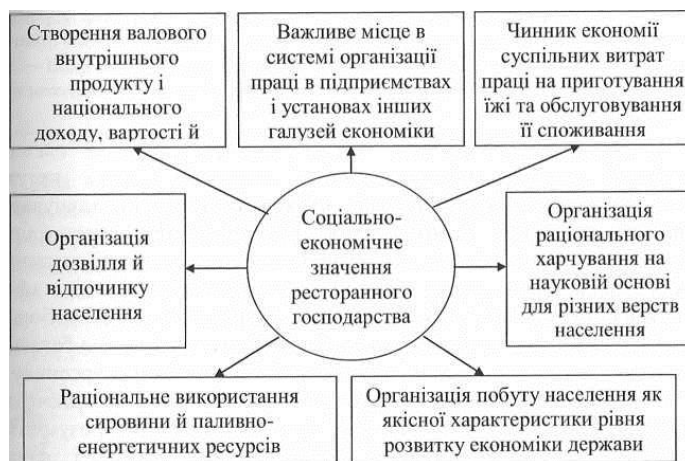 Створення валового
внутрішнього
продукту і
національного
доходу, вартості й
Важливе місце в
системі організації
праці в підприємствах
і установах інших
галузей економіки
Чинник економії
суспільних витрат
праці на приготування
їжі та обслуговування
її споживання
Соціально-
економічне
значення
ресторанного
господарства
Організація
дозвілля й
відпочинку
населення
Організація
раціонального
харчування на
науковій основі
для різних верств
населення
Раціональне використання
сировини й паливно-
енергетичних ресурсів
Організація побуту населення як
якісної характеристики рівня
розвитку економіки держави